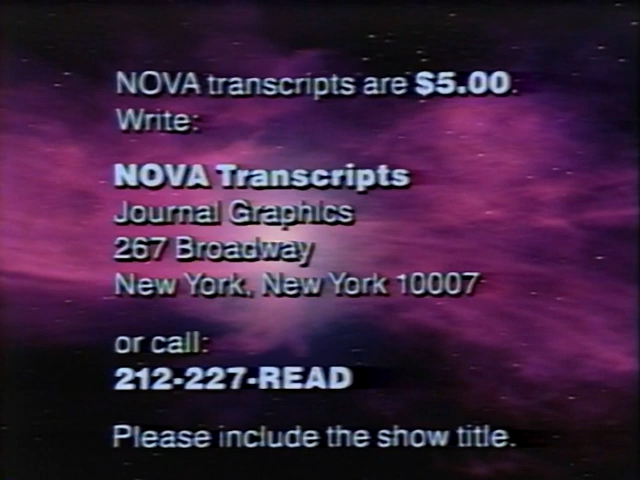 NOVA transcripts are $5.00.
Write:
NOVA Transcripts
Journal Graphics
267 Broadway
New York, New York 10007
or call:
212-227-READ
Please include the show title.